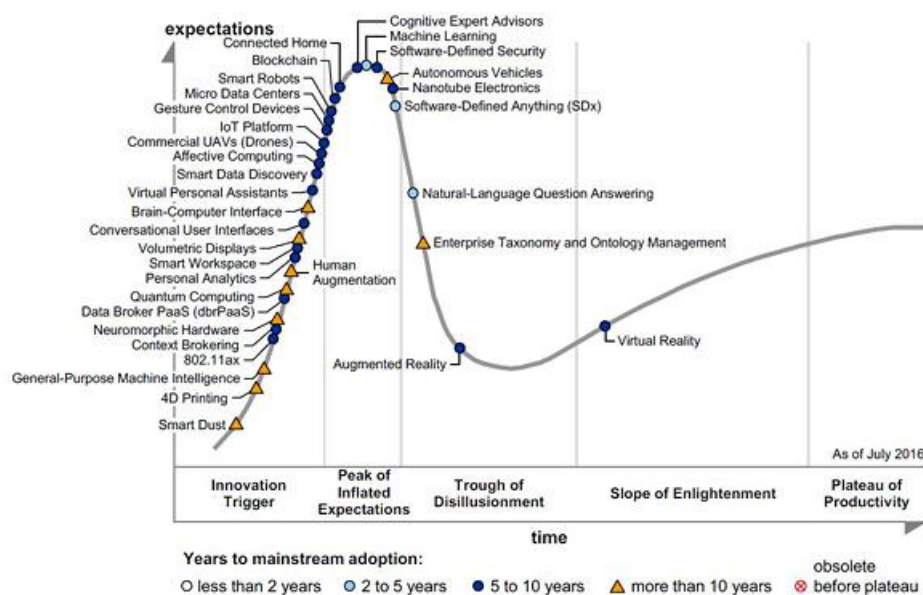 expectations
Cognitive Expert Advisors
Machine Learning
Software-Defined Security
Connected Home
Blockchain
Autonomous Vehicles
Smart Robots
Nanotube Electronics
Micro Data Centers
Software-Defined Anything (SDx)
Gesture Control Devices
IoT Platform
Commercial UAVs (Drones)
Affective Computing
Smart Data Discovery
Virtual Personal Assistants
Natural-Language Question Answering
Brain-Computer Interface
Conversational User Interfaces
Enterprise Taxonomy and Ontology Management
Volumetric Displays
Smart Workspace
Personal Analytics
Human
Augmentation
Quantum Computing
Data Broker PaaS (dbrPaaS)
Neuromorphic Hardware
Context Brokering
802.11ax
Virtual Reality
Augmented Reality
General-Purpose Machine Intelligence
4D Printing
Smart Dust
As of July 2016
Innovation
Trigger
Peak of
Inflated
Expectations
Trough of
Disillusionment
Slope of Enlightenment
Plateau of
Productivity
time
Years to mainstream adoption:
less than 2 years
2 to 5 years
5 to 10 years
more than 10 years
obsolete
before plateau